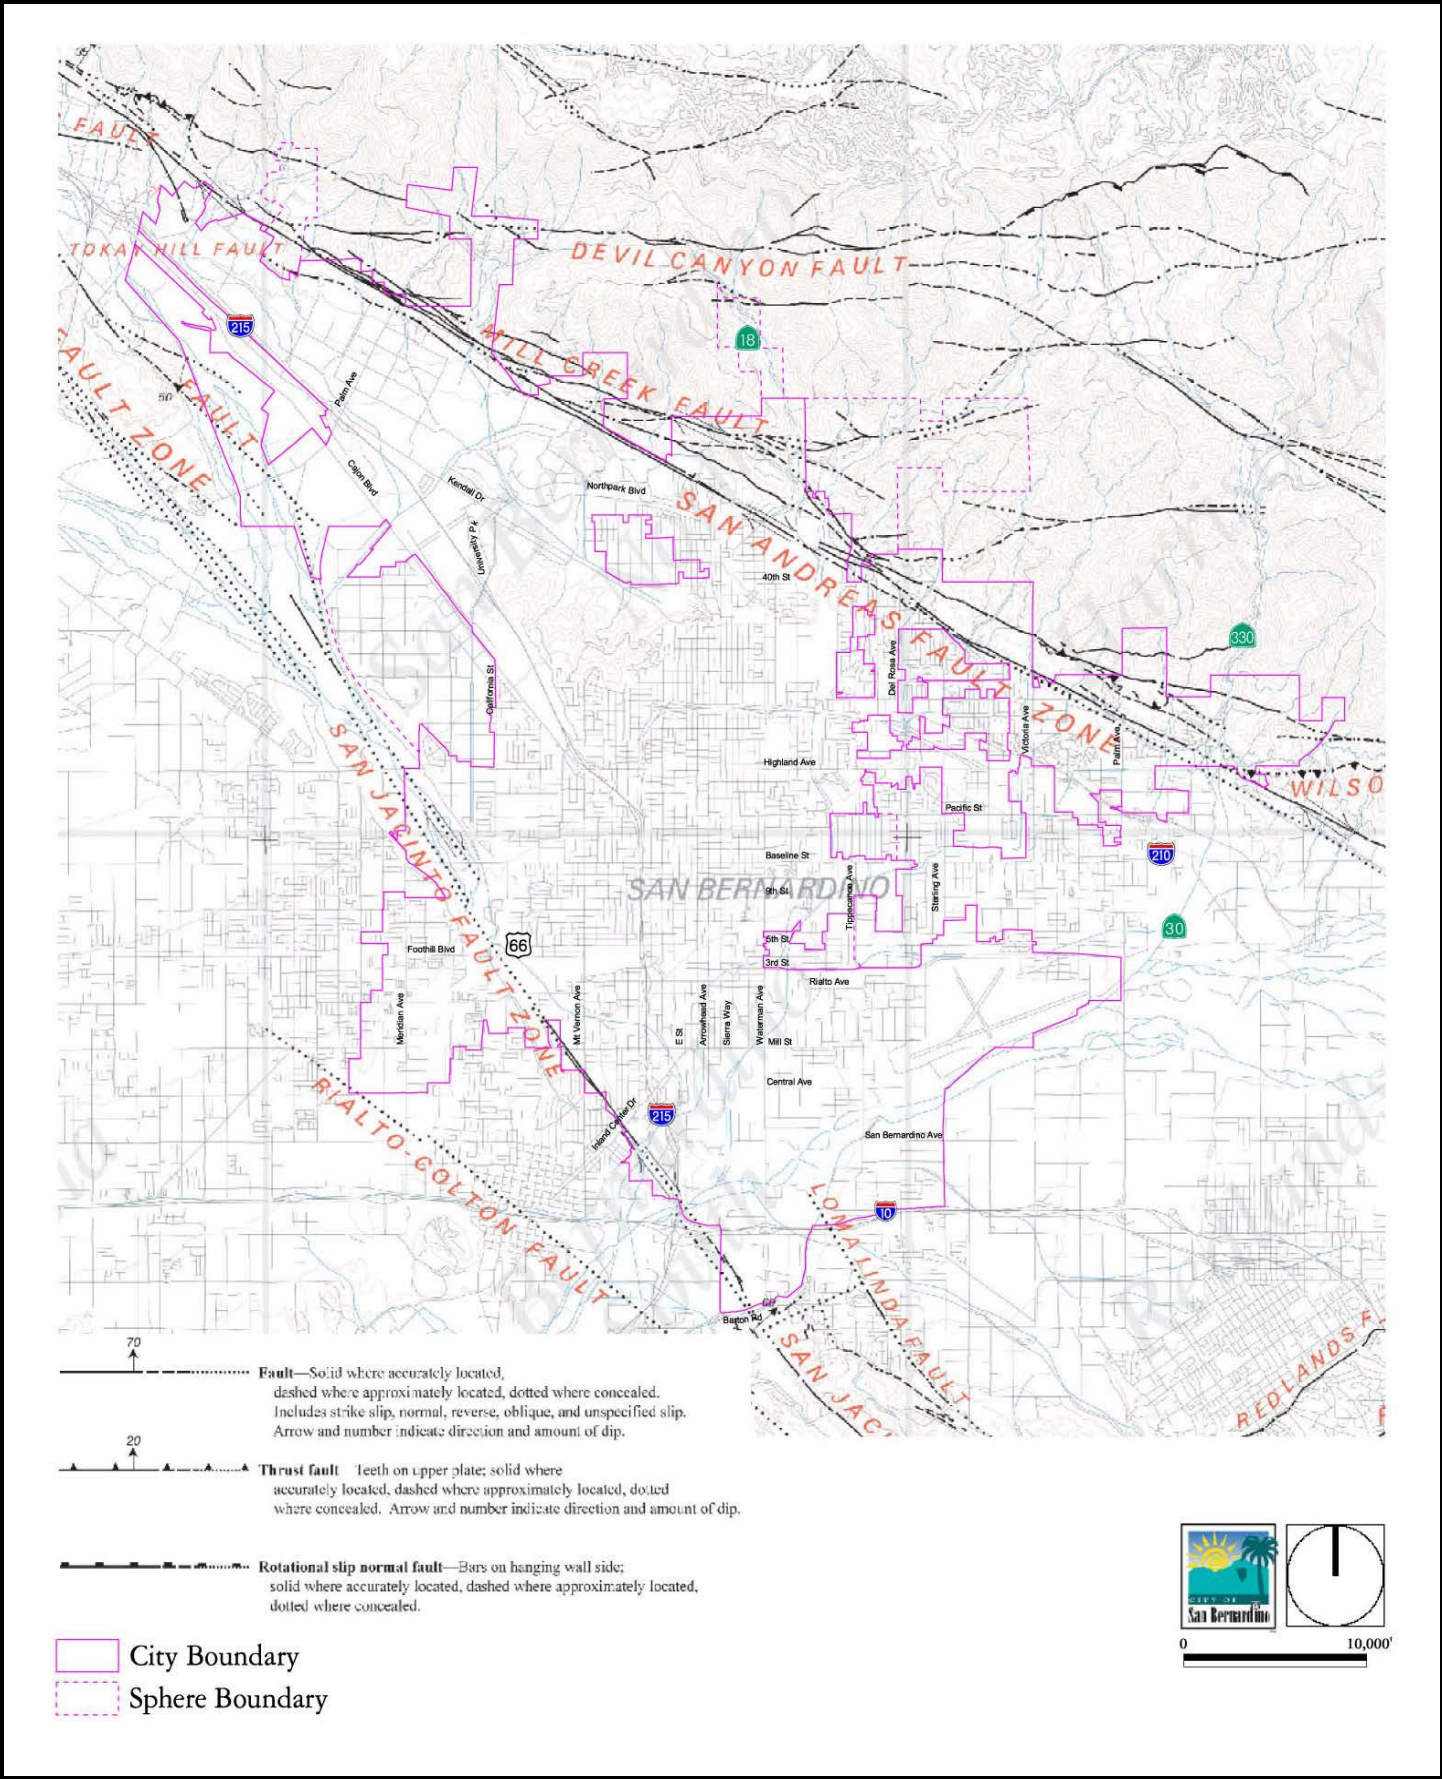 35
FAULT
TOKAY HILL FAULT
DEVIL CANYON FAULT
215
18
MILL CREEK FAULT
FAULT ZONE
50
FAULT
Palm Ave
Cajon Blvd
Kendall Dr
Northpark Blvd
University Pk
SAN ANDREAS FAULT ZONE
40th St
Del Rosa Ave
330
California St
Victoria Ave
Palm Ave
SAN JACINTO FAULT ZONE
Highland Ave
WILSO
Pacific St
Baseline St
210
SAN BERNARDINO
9th St
Tippecanoe Ave
Sterling Ave
30
5th St
Foothill Blvd
66
3rd St
Rialto Ave
Meridian Ave
Mt Vernon Ave
E St
Arrowhead Ave
Sierra Way
Waterman Ave
Mill St
Central Ave
RIALTO-COLTON FAULT
Inland Center Dr
215
San Bernardino Ave
10
LOMA LINDA FAULT
Barton Rd
SAN JAC
REDLANDS F
70
Fault—Solid where accurately located,
dashed where approximately located, dotted where concealed.
Includes strike slip, normal, reverse, oblique, and unspecified slip.
Arrow and number indicate direction and amount of dip.
20
Thrust fault Teeth on upper plate; solid where
accurately located, dashed where approximately located, dotted
where concealed. Arrow and number indicate direction and amount of dip.
Rotational slip normal fault—Bars on hanging wall side;
solid where accurately located, dashed where approximately located,
dotted where concealed.
City Boundary
Sphere Boundary
CITY OF
San Bernardino
0 10,000'